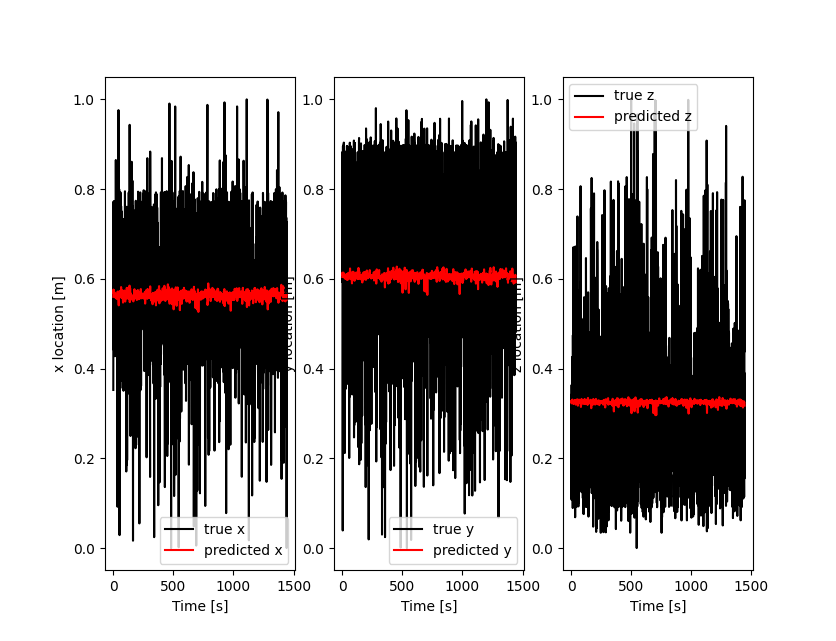 1.0
0.8
0.6
0.4
0.2
0.0
x location [m]
0
500
1000
1500
Time [s]
true x
predicted x
1.0
0.8
0.6
0.4
0.2
0.0
y location [m]
0
500
1000
1500
Time [s]
true y
predicted y
1.0
0.8
0.6
0.4
0.2
0.0
z location [m]
0
500
1000
1500
Time [s]
true z
predicted z